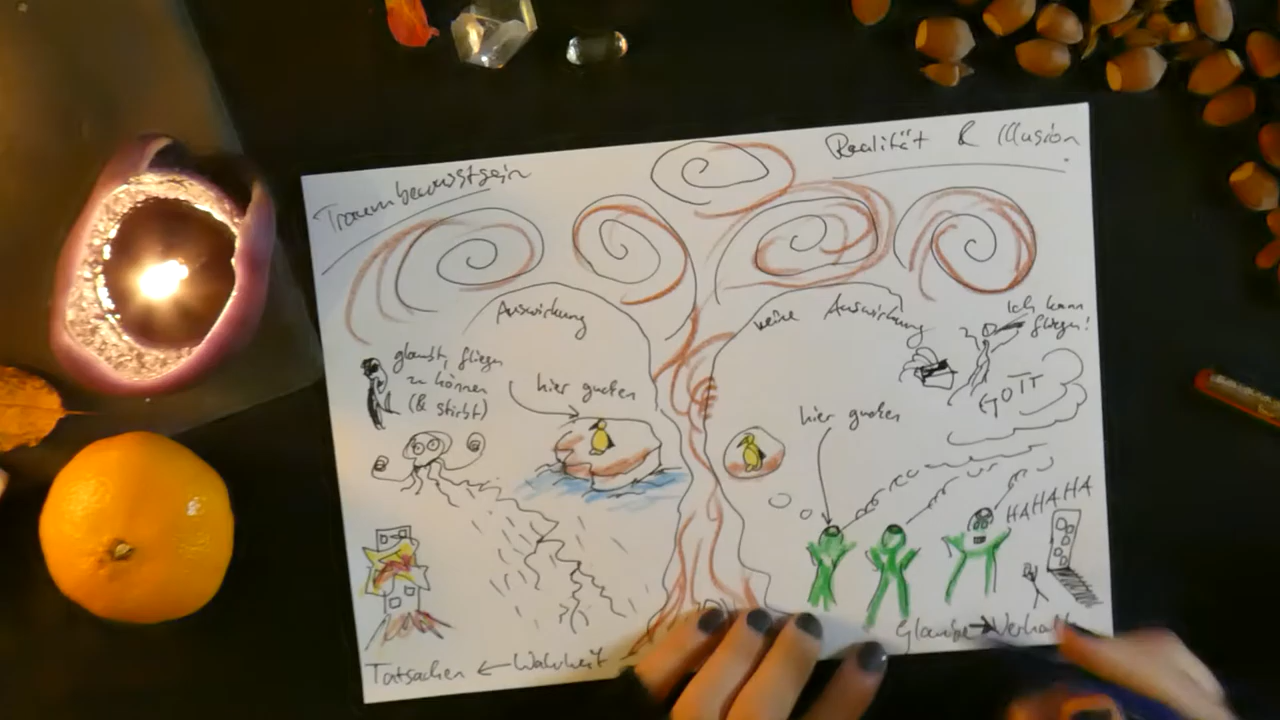 Traumbewusstsein
Realität & Illusion
Auswirkung
keine Auswirkung
Ich kann
fliegen!
glaubt, fliegen
zu können
(& stirbt)
hier gucken
hier gucken
GOTT
HAHAHA
Tatsachen ← Wahrheit
Glaube →